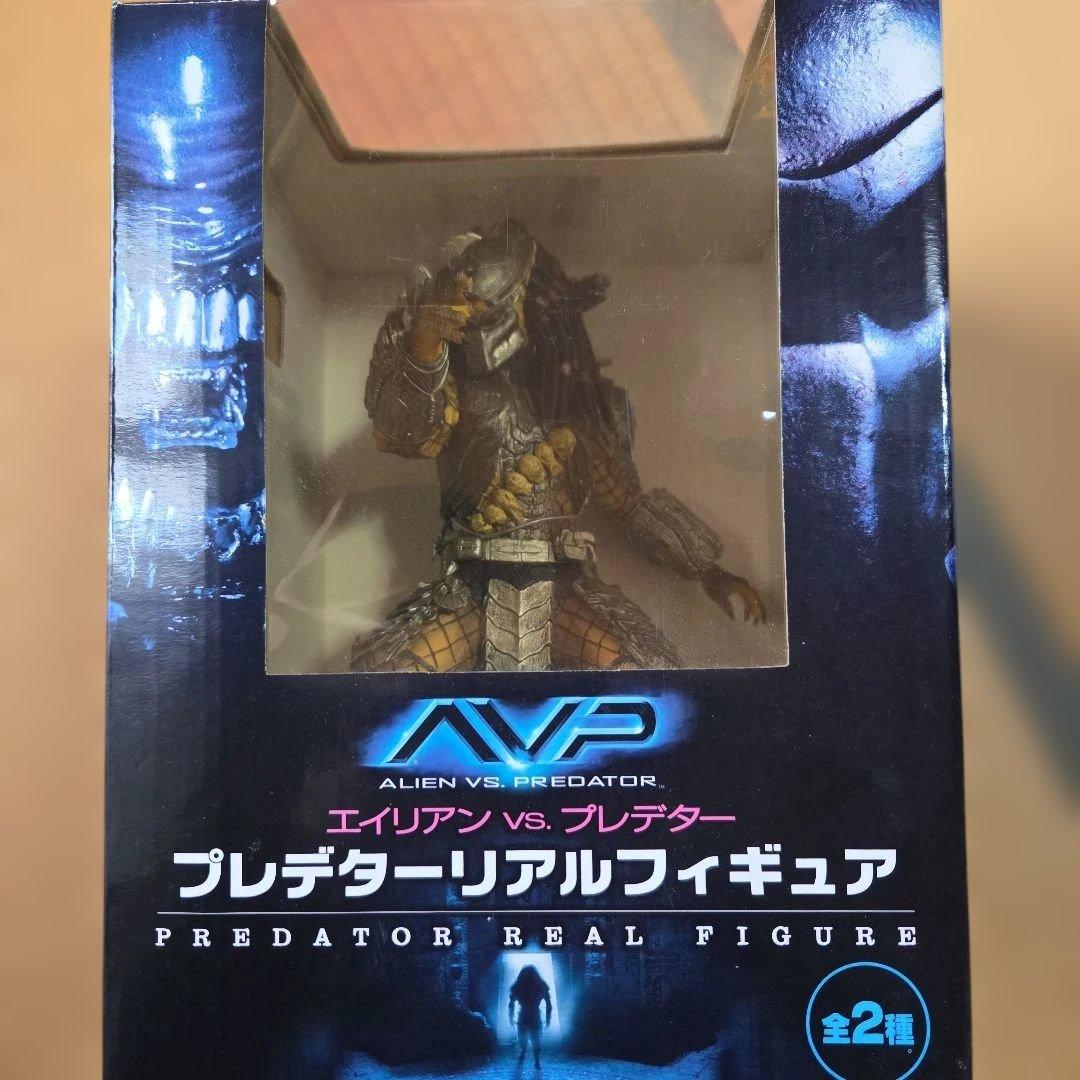 AVP
ALIEN VS. PREDATOR™
エイリアン VS. プレデター
プレデターリアルフィギュア
PREDATOR REAL FIGURE
全2種。